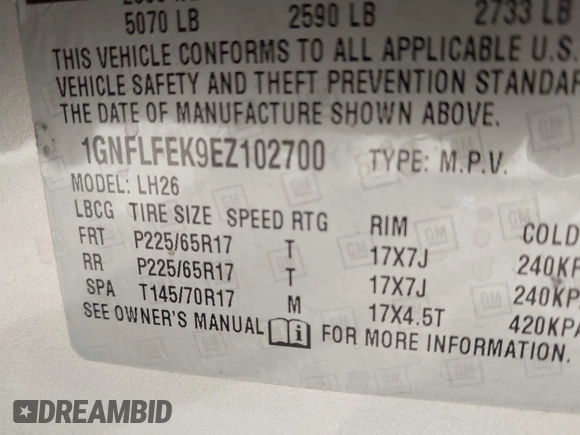 5070 LB 2590 LB 2733 LB
THIS VEHICLE CONFORMS TO ALL APPLICABLE U.S.
VEHICLE SAFETY AND THEFT PREVENTION
THE DATE OF MANUFACTURE SHOWN ABOVE.
1GNFLFEK9EZ102700 TYPE: M.P.V.
MODEL: LH26
LBCG TIRE SIZE SPEED RTG RIM COLD
FRT P225/65R17 T 17X7J 240KP
RR P225/65R17 T 17X7J 240KP
SPA T145/70R17 M 17X4.5T 420KPA
SEE OWNER'S MANUAL FOR MORE INFORMATION.
DREAMBID